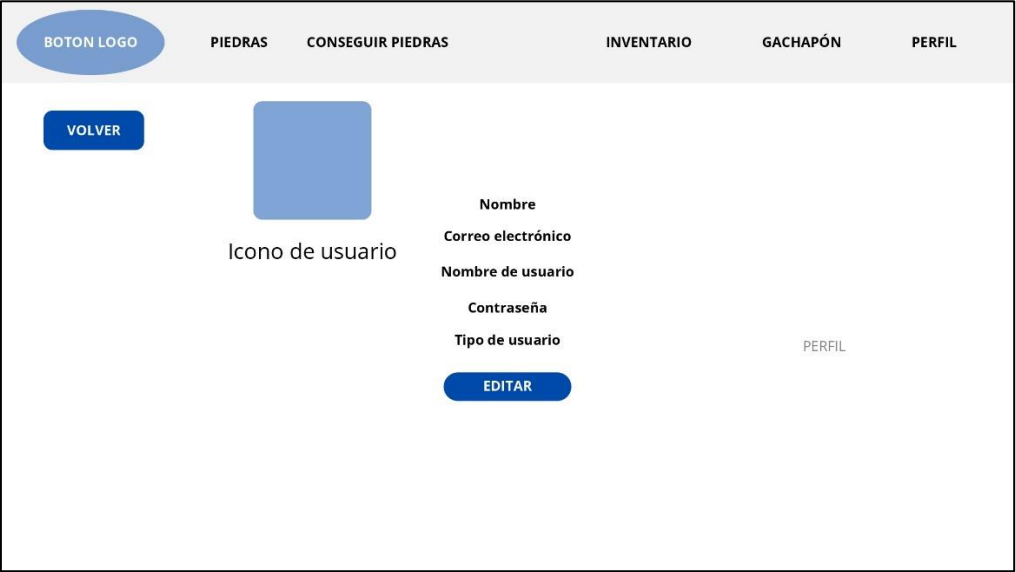 BOTON LOGO
PIEDRAS
CONSEGUIR PIEDRAS
INVENTARIO
GACHAPÓN
PERFIL
VOLVER
Icono de usuario
Nombre
Correo electrónico
Nombre de usuario
Contraseña
Tipo de usuario
EDITAR
PERFIL